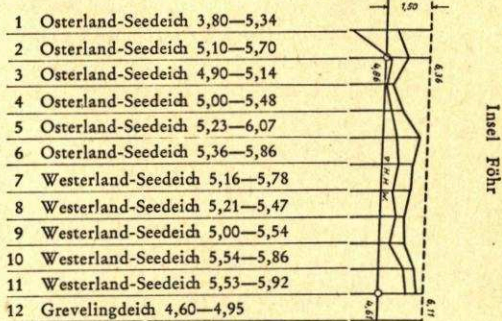 1,50
1 Osterland-Seedeich 3,80—5,34
2 Osterland-Seedeich 5,10—5,70
3 Osterland-Seedeich 4,90—5,14
4,86
6,36
4 Osterland-Seedeich 5,00—5,48
5 Osterland-Seedeich 5,23—6,07
6 Osterland-Seedeich 5,36—5,86
7 Westerland-Seedeich 5,16—5,78
8 Westerland-Seedeich 5,21—5,47
9 Westerland-Seedeich 5,00—5,54
10 Westerland-Seedeich 5,54—5,86
11 Westerland-Seedeich 5,53—5,92
12 Grevelingdeich 4,60—4,95
4,61
6,11
Insel Föhr